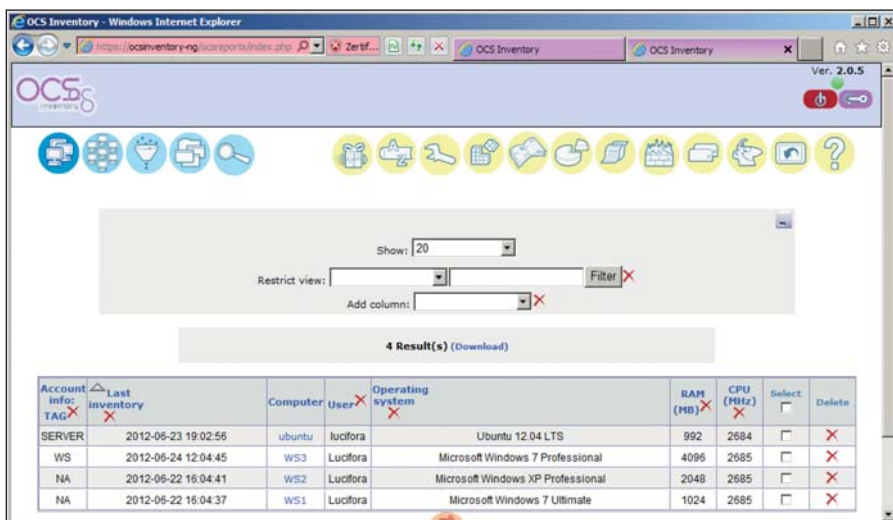 OCS Inventory - Windows Internet Explorer
https://ocsinventory-ng/ocsreports/index.php
Zertif...
OCS Inventory
OCS Inventory
Ver. 2.0.5
OCS
inventory
Show: 20
Restrict view:
Filter
Add column:
4 Result(s) (Download)
Account info: TAG Last inventory Computer User Operating system RAM (MB) CPU (MHz) Select Delete
SERVER 2012-06-23 19:02:56 ubuntu lucifora Ubuntu 12.04 LTS 992 2684
WS 2012-06-24 12:04:45 WS3 Lucifora Microsoft Windows 7 Professional 4096 2685
NA 2012-06-22 16:04:41 WS2 Lucifora Microsoft Windows XP Professional 2048 2685
NA 2012-06-22 16:04:37 WS1 Lucifora Microsoft Windows 7 Ultimate 1024 2685